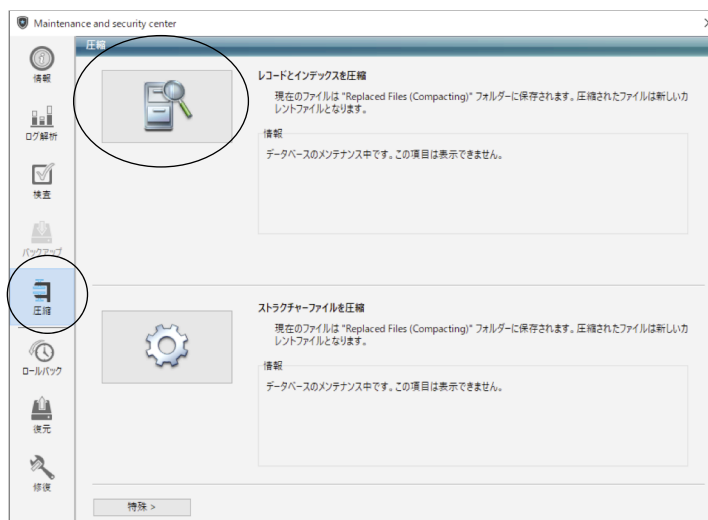 Maintenance and security center
圧縮
情報
ログ解析
検査
バックアップ
圧縮
ロールバック
復元
修復
レコードとインデックスを圧縮
現在のファイルは "Replaced Files (Compacting)" フォルダーに保存されます。圧縮されたファイルは新しいカ
レントファイルとなります。
情報
データベースのメンテナンス中です。この項目は表示できません。
ストラクチャーファイルを圧縮
現在のファイルは "Replaced Files (Compacting)" フォルダーに保存されます。圧縮されたファイルは新しいカ
レントファイルとなります。
情報
データベースのメンテナンス中です。この項目は表示できません。
特殊 >